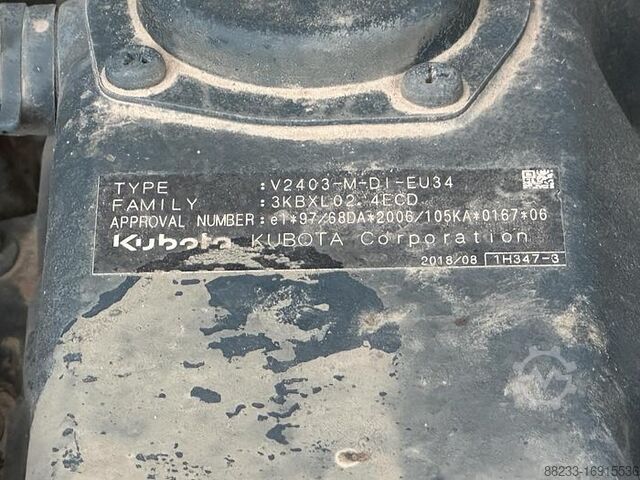 TYPE :V2403-M-DI-EU34
FAMILY :3KBXL02.4ECD
APPROVAL NUMBER:e1*97/68DA*2006/105KA*0167*06
Kubota KUBOTA Corporation
2018/08 1H347-3
88233-16915536